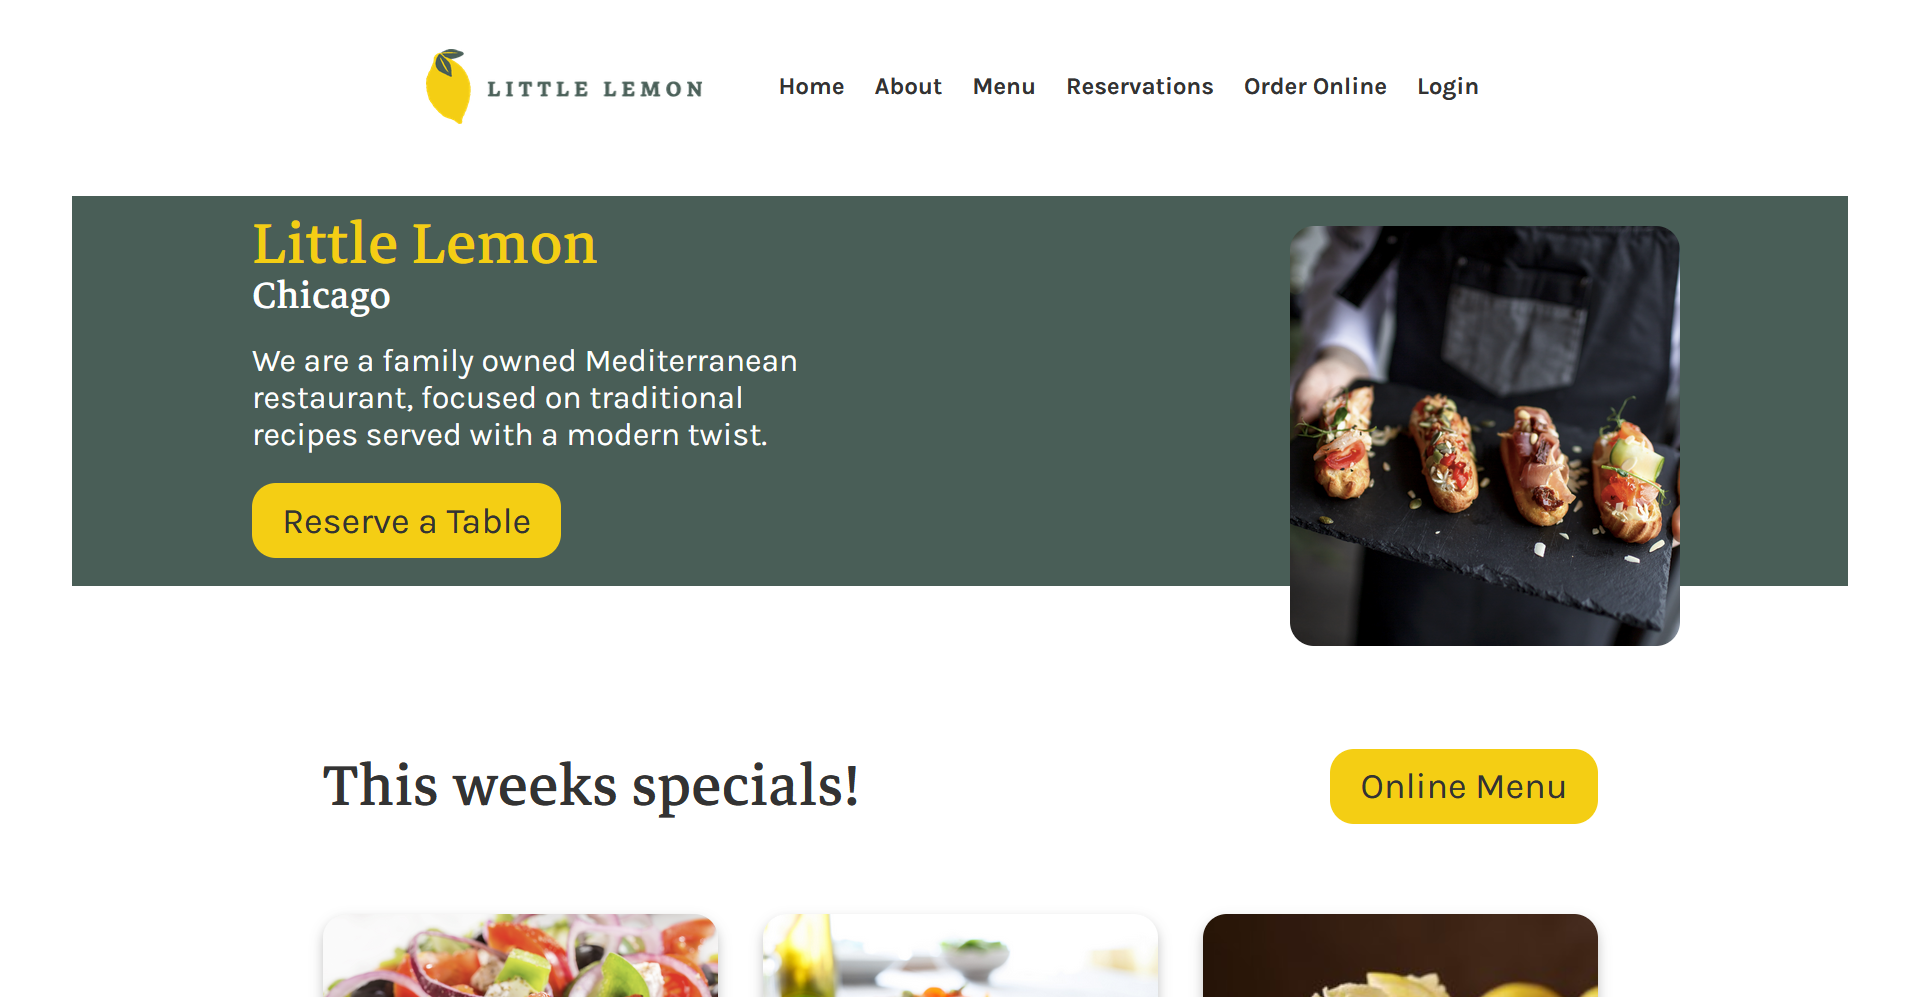 LITTLE LEMON
Home About Menu Reservations Order Online Login
Little Lemon
Chicago
We are a family owned Mediterranean
restaurant, focused on traditional
recipes served with a modern twist.
Reserve a Table
This weeks specials!
Online Menu